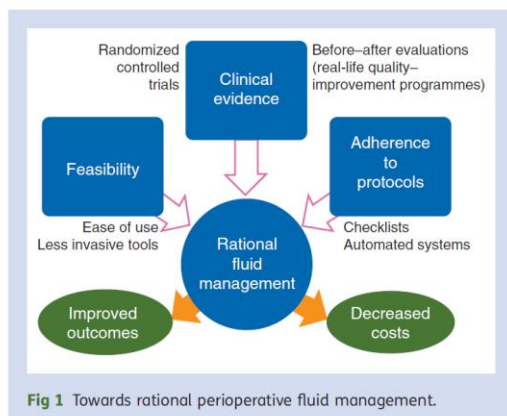 Randomized
controlled
trials
Clinical
evidence
Before–after evaluations
(real-life quality–
improvement programmes)
Feasibility
Adherence
to
protocols
Ease of use
Less invasive tools
Rational
fluid
management
Checklists
Automated systems
Improved
outcomes
Decreased
costs
Fig 1 Towards rational perioperative fluid management.